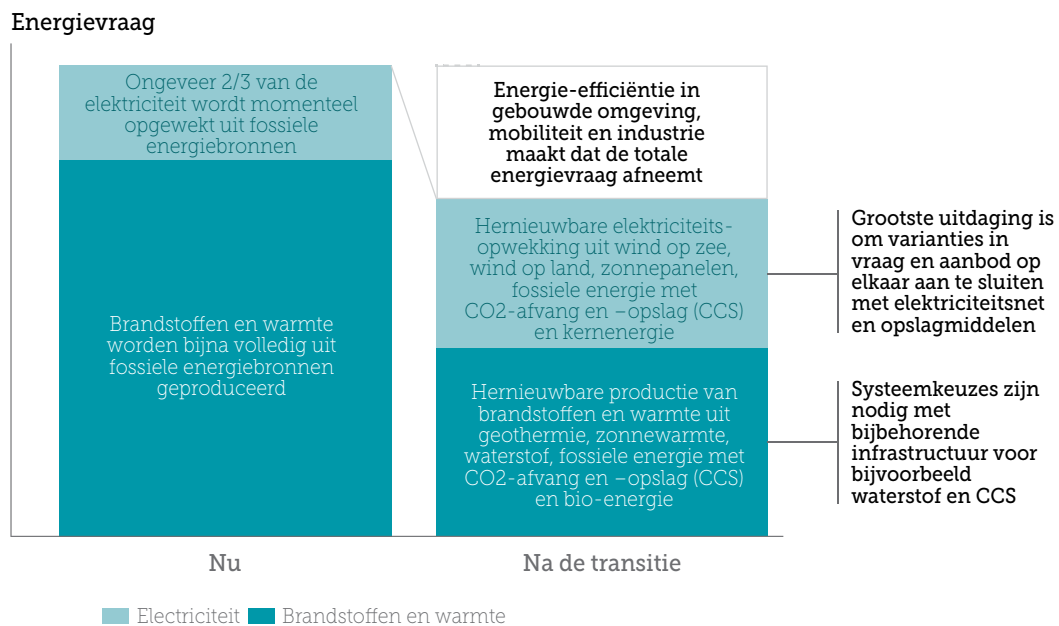 Energievraag
Ongeveer 2/3 van de
elektriciteit wordt momenteel
opgewekt uit fossiele
energiebronnen
Brandstoffen en warmte
worden bijna volledig uit
fossiele energiebronnen
geproduceerd
Energie-efficiëntie in
gebouwde omgeving,
mobiliteit en industrie
maakt dat de totale
energievraag afneemt
Hernieuwbare elektriciteits-
opwekking uit wind op zee,
wind op land, zonnepanelen,
fossiele energie met
CO2-afvang en –opslag (CCS)
en kernenergie
Hernieuwbare productie van
brandstoffen en warmte uit
geothermie, zonnewarmte,
waterstof, fossiele energie met
CO2-afvang en –opslag (CCS)
en bio-energie
Grootste uitdaging is
om varianties in
vraag en aanbod op
elkaar aan te sluiten
met elektriciteitsnet
en opslagmiddelen
Systeemkeuzes zijn
nodig met
bijbehorende
infrastructuur voor
bijvoorbeeld
waterstof en CCS
Nu
Na de transitie
Electriciteit
Brandstoffen en warmte